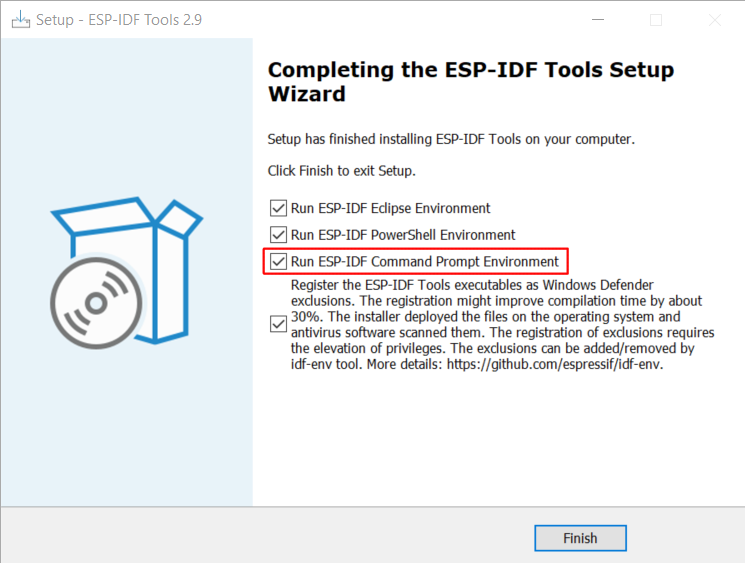 Setup - ESP-IDF Tools 2.9
Completing the ESP-IDF Tools Setup
Wizard
Setup has finished installing ESP-IDF Tools on your computer.
Click Finish to exit Setup.
Run ESP-IDF Eclipse Environment
Run ESP-IDF PowerShell Environment
Run ESP-IDF Command Prompt Environment
Register the ESP-IDF Tools executables as Windows Defender
exclusions. The registration might improve compilation time by about
30%. The installer deployed the files on the operating system and
antivirus software scanned them. The registration of exclusions requires
the elevation of privileges. The exclusions can be added/removed by
idf-env tool. More details: https://github.com/espressif/idf-env.
Finish